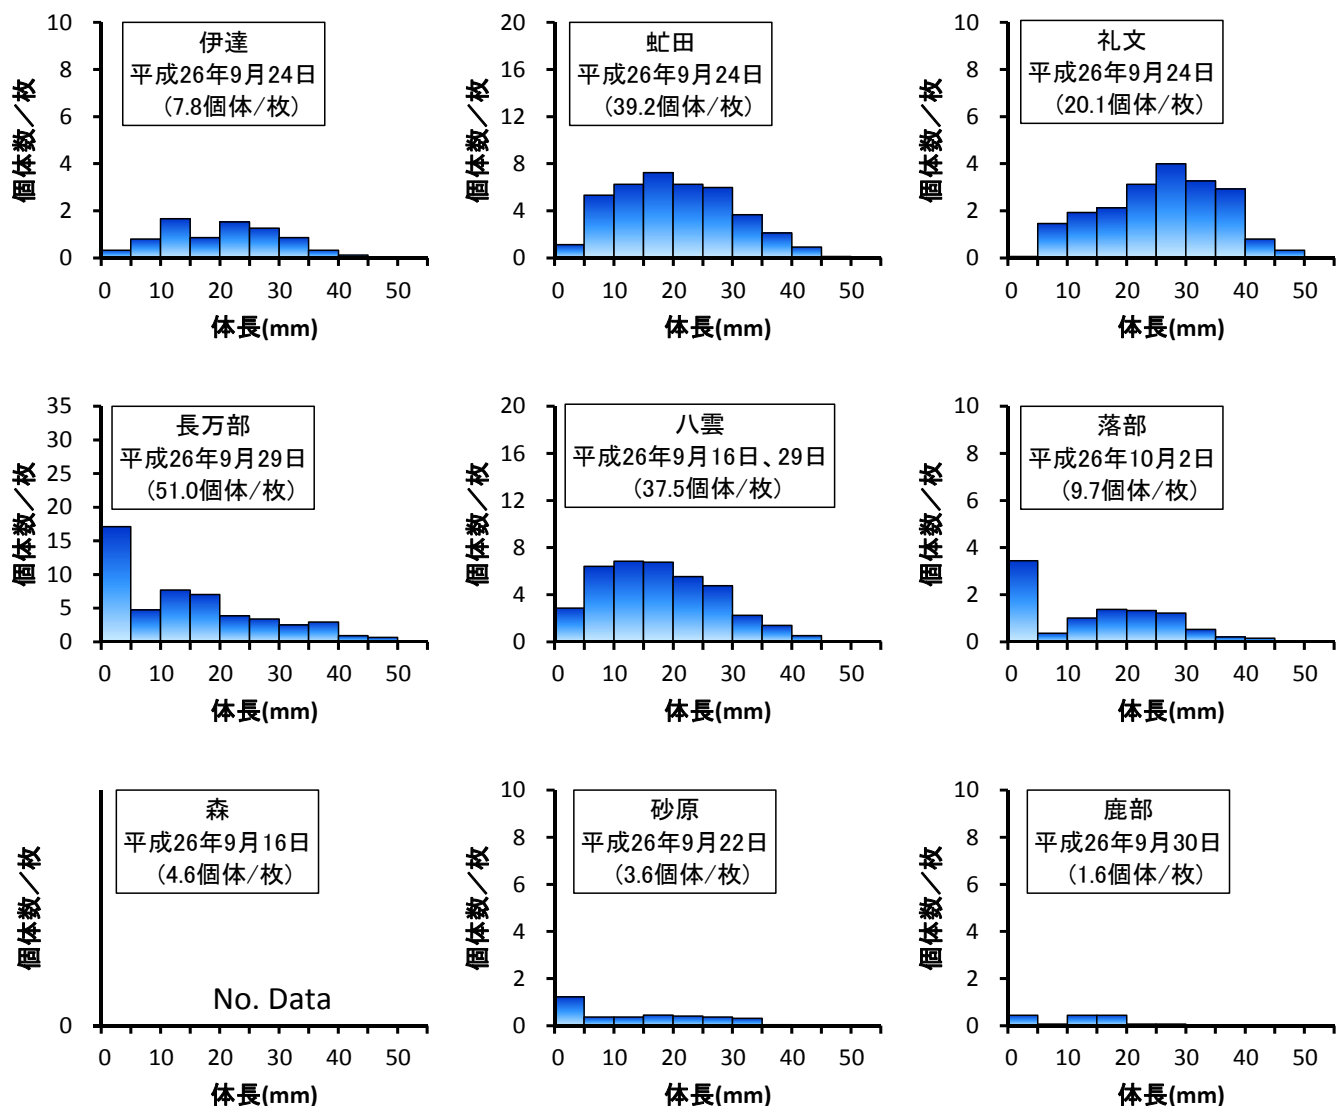 伊達
平成26年9月24日
(7.8個体/枚)
個体数/枚
10
8
6
4
2
0
0 10 20 30 40 50
体長(mm)
虻田
平成26年9月24日
(39.2個体/枚)
個体数/枚
20
16
12
8
4
0
0 10 20 30 40 50
体長(mm)
礼文
平成26年9月24日
(20.1個体/枚)
個体数/枚
10
8
6
4
2
0
0 10 20 30 40 50
体長(mm)
長万部
平成26年9月29日
(51.0個体/枚)
個体数/枚
35
30
25
20
15
10
5
0
0 10 20 30 40 50
体長(mm)
八雲
平成26年9月16日、29日
(37.5個体/枚)
個体数/枚
20
16
12
8
4
0
0 10 20 30 40 50
体長(mm)
落部
平成26年10月2日
(9.7個体/枚)
個体数/枚
10
8
6
4
2
0
0 10 20 30 40 50
体長(mm)
森
平成26年9月16日
(4.6個体/枚)
個体数/枚
No. Data
0
0 10 20 30 40 50
体長(mm)
砂原
平成26年9月22日
(3.6個体/枚)
個体数/枚
10
8
6
4
2
0
0 10 20 30 40 50
体長(mm)
鹿部
平成26年9月30日
(1.6個体/枚)
個体数/枚
10
8
6
4
2
0
0 10 20 30 40 50
体長(mm)